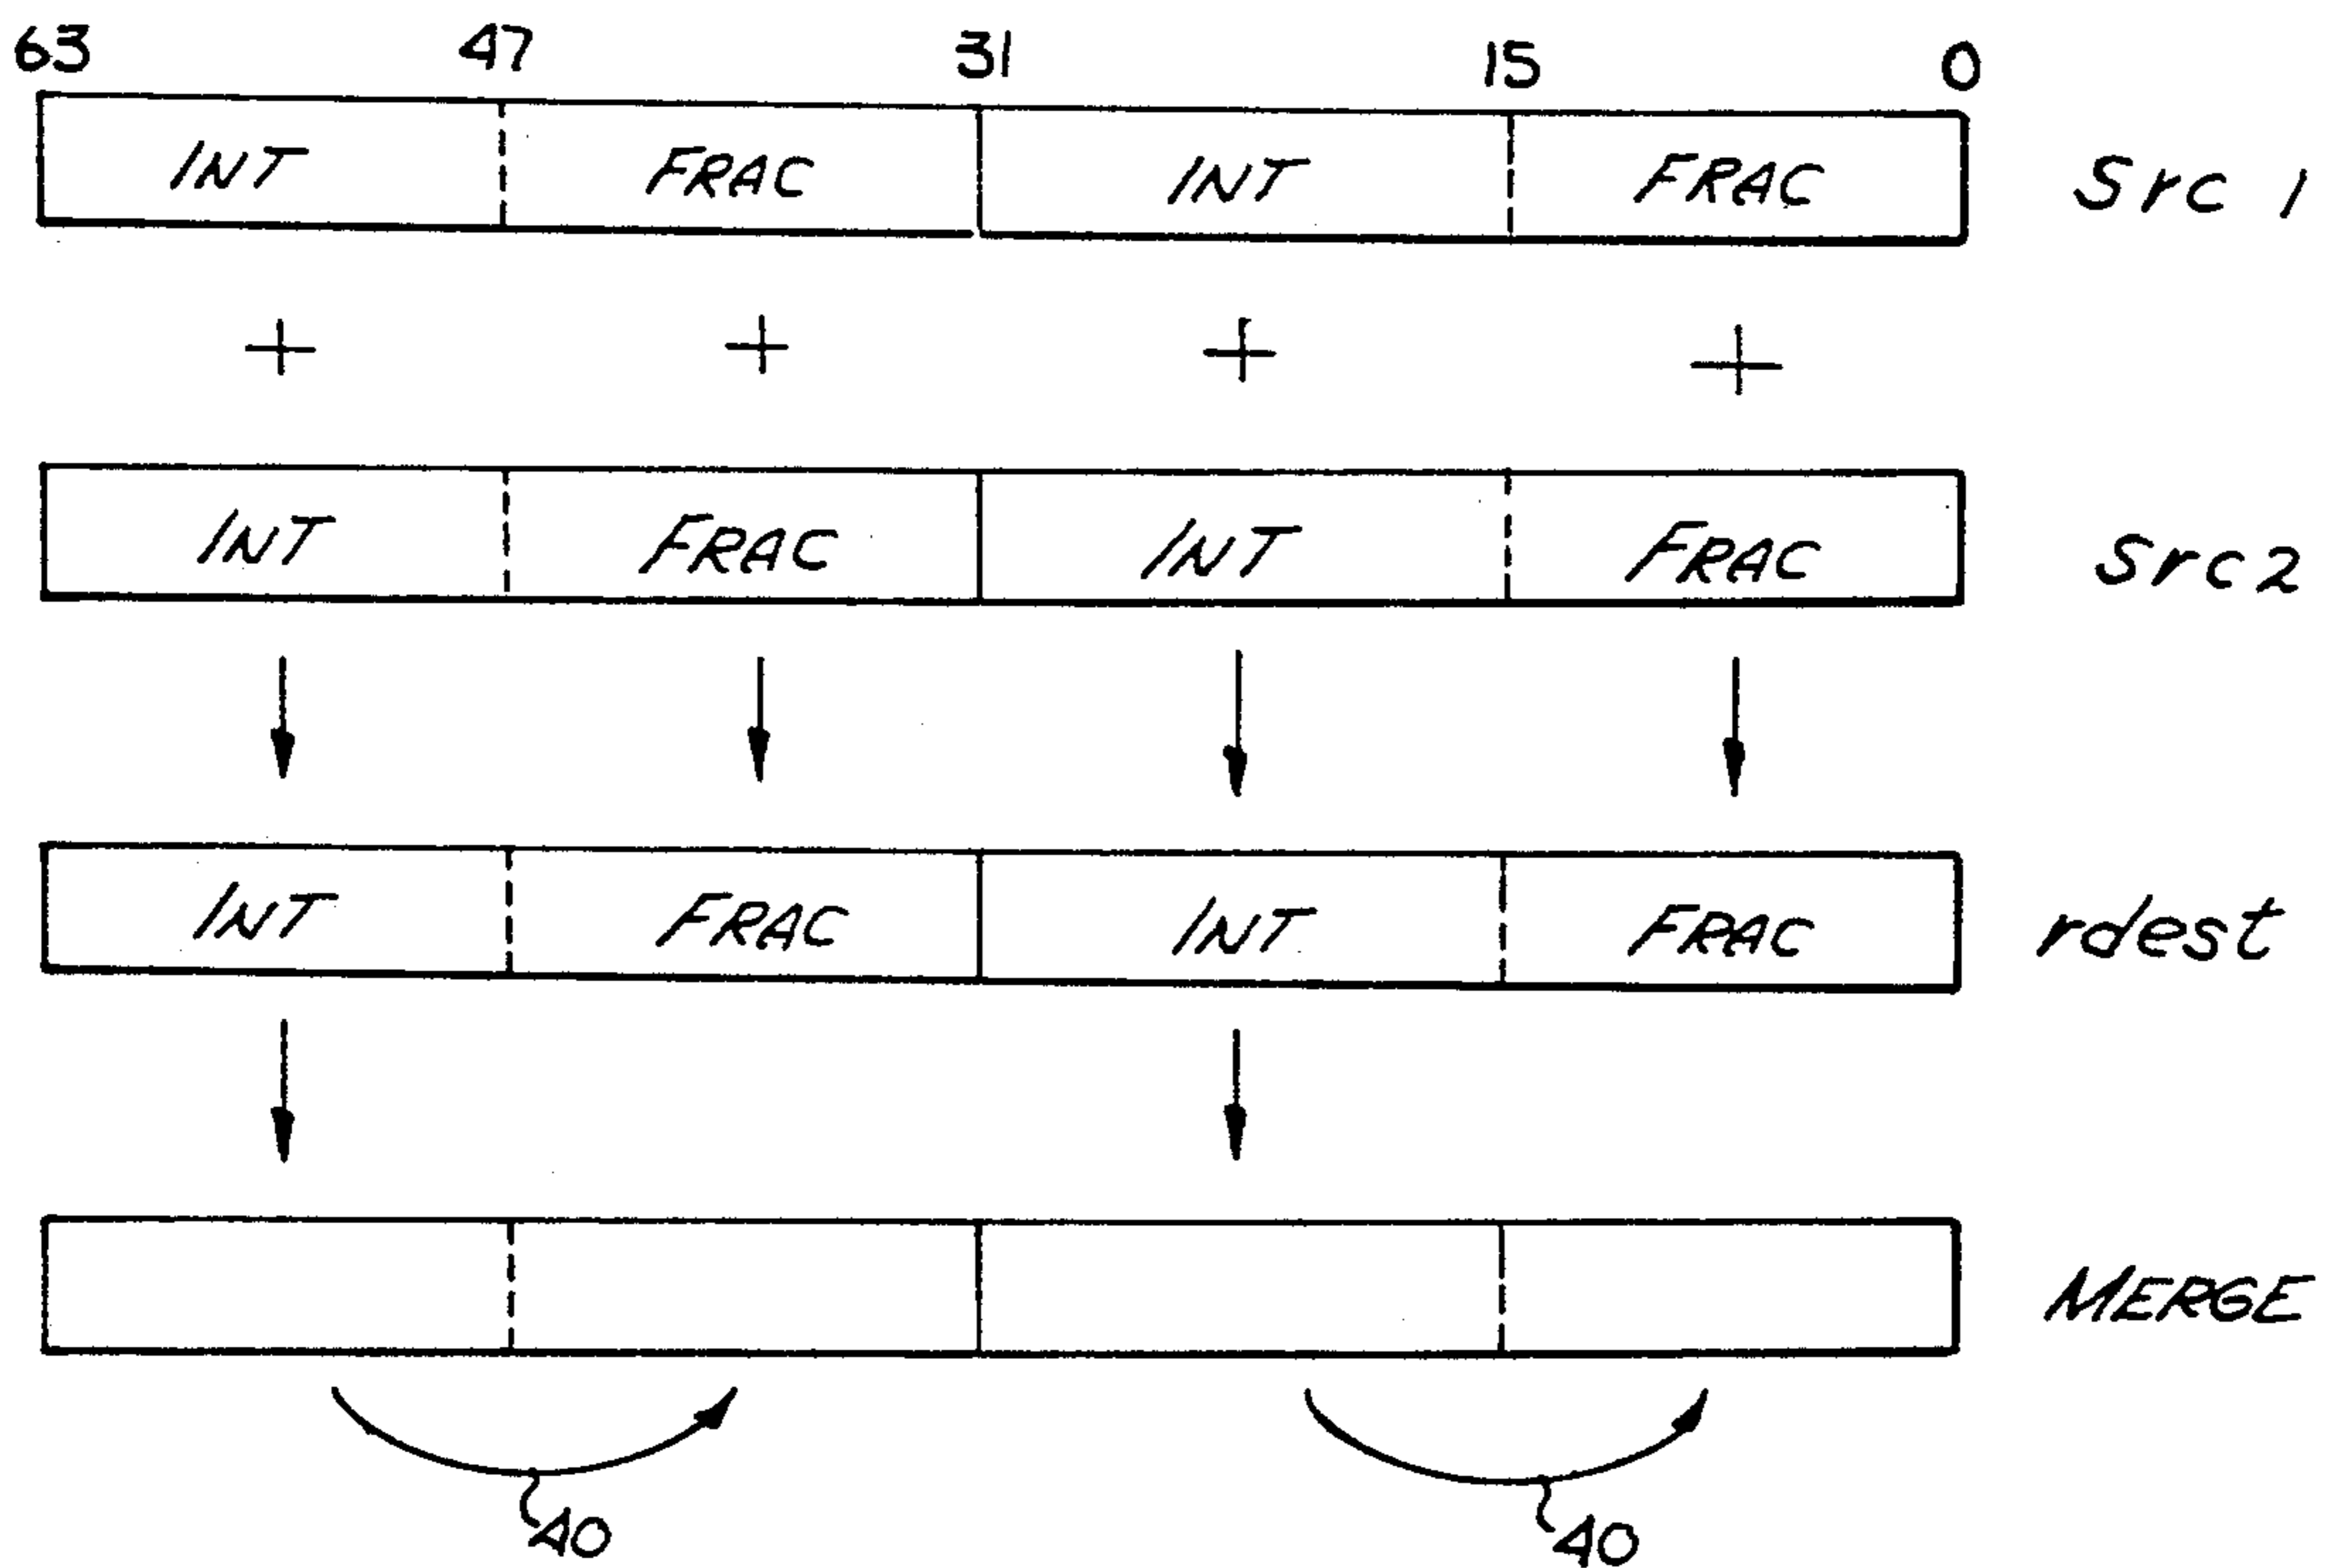 63 47 31 15 0
INT FRAC INT FRAC Src 1
+ + + +
INT FRAC INT FRAC Src2
INT FRAC INT FRAC rdest
MERGE
40 40